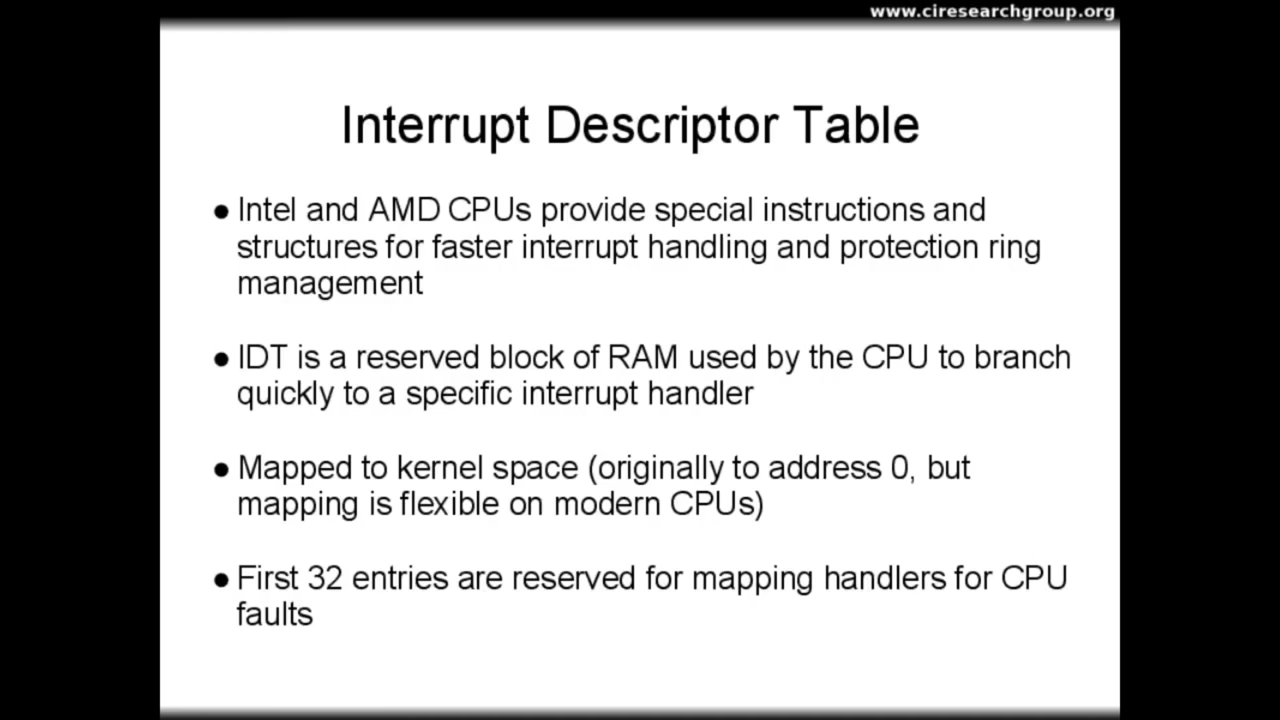 www.ciresearchgroup.org
Interrupt Descriptor Table
● Intel and AMD CPUs provide special instructions and
structures for faster interrupt handling and protection ring
management
● IDT is a reserved block of RAM used by the CPU to branch
quickly to a specific interrupt handler
● Mapped to kernel space (originally to address 0, but
mapping is flexible on modern CPUs)
● First 32 entries are reserved for mapping handlers for CPU
faults